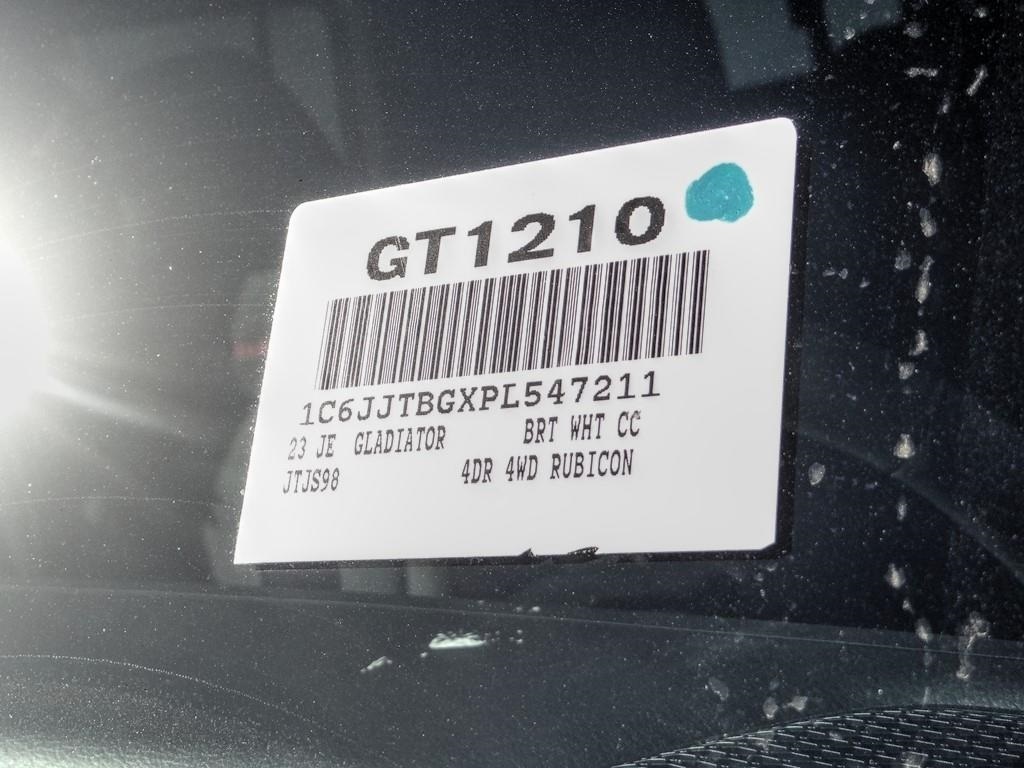 GT1210
1C6JJTBGXPL547211
23 JE GLADIATOR BRT WHT CC
JTJS98 4DR 4WD RUBICON